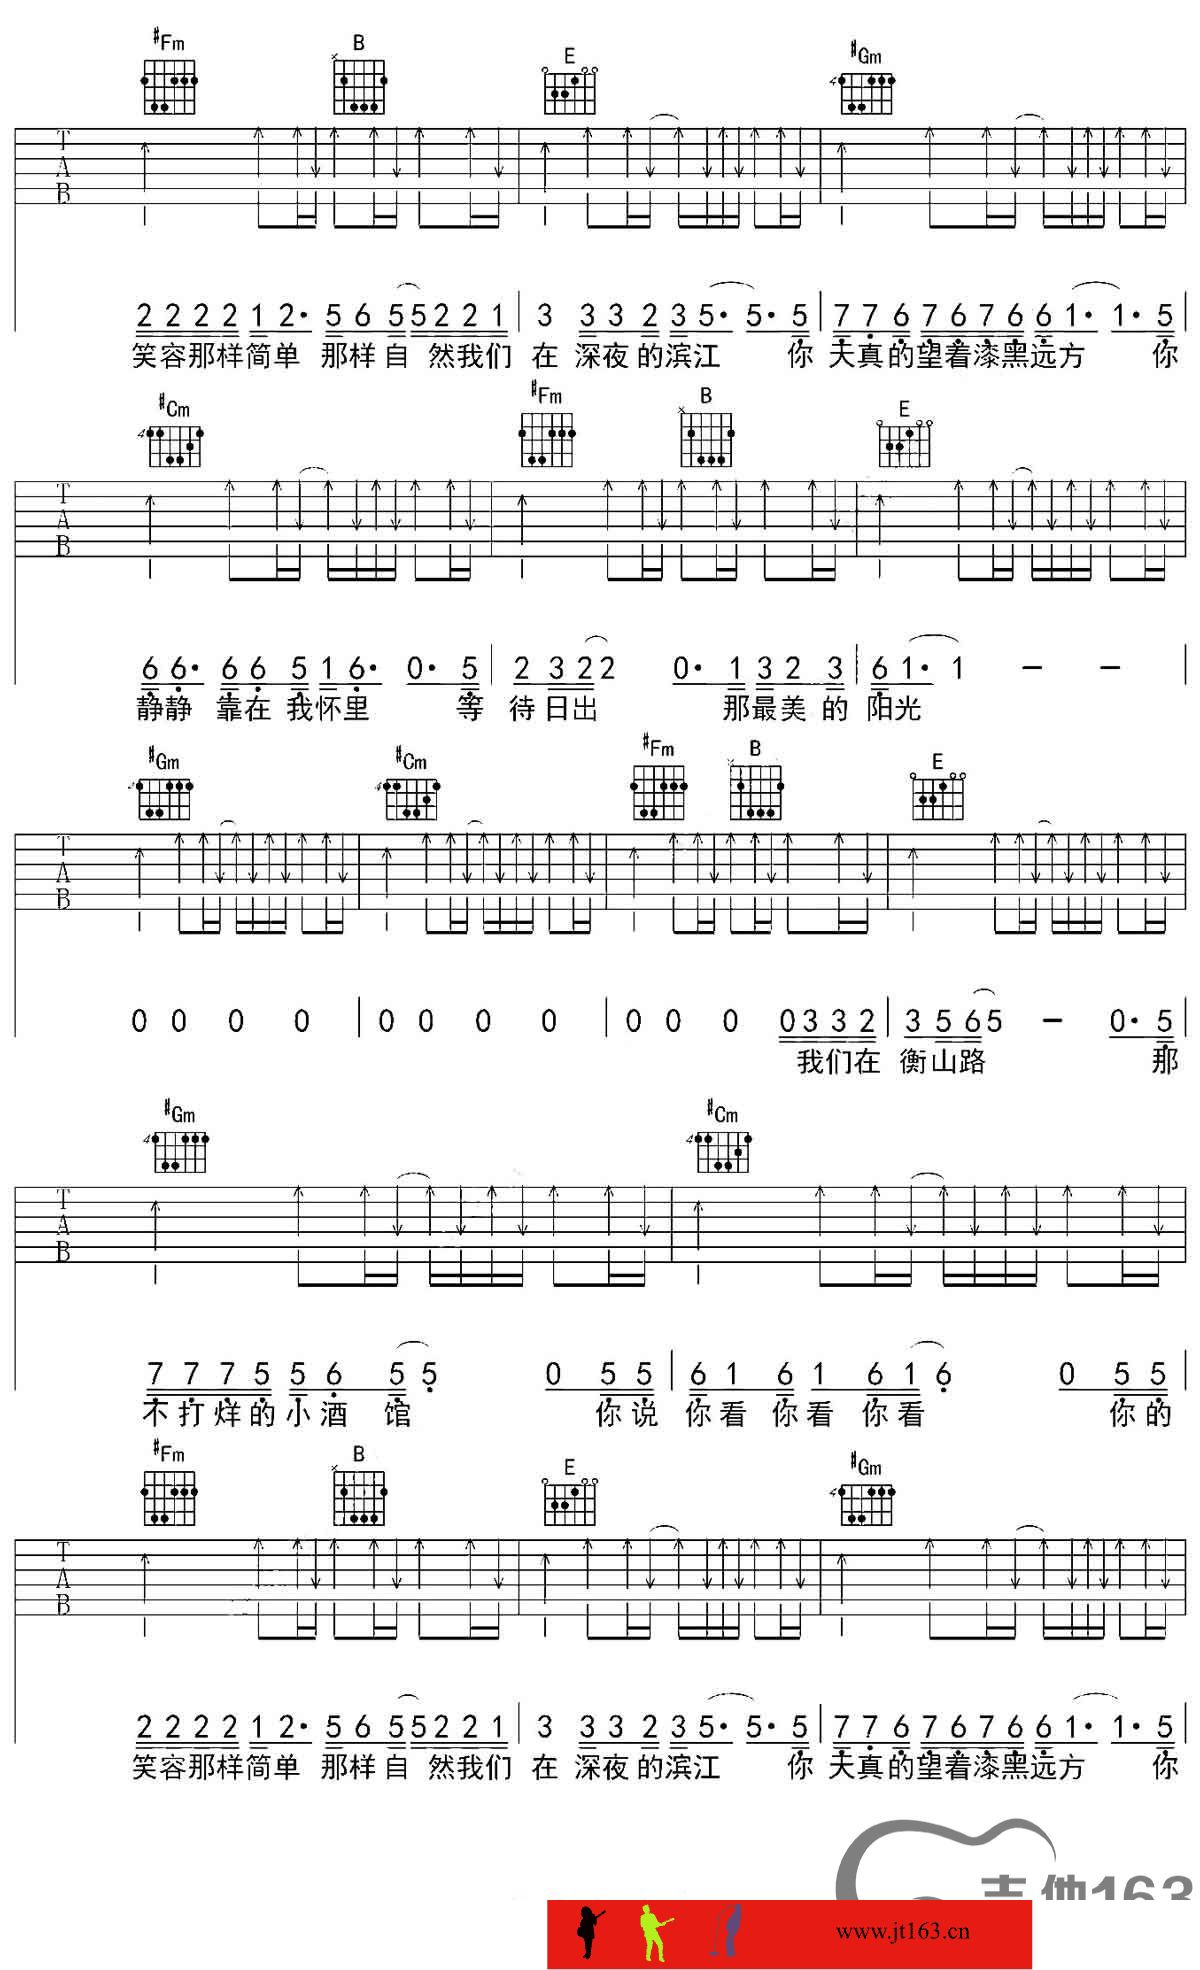 #Fm B E #Gm
4
T
A
B
2 2 2 2 1 2· 5 6 5 5 2 2 1 3 3 3 2 3 5· 5· 5 7 7 6 7 6 7 6 6 1· 1· 5
笑容那样简单 那样自 然我们 在 深夜的滨江 你 天真的望着漆黑远方 你
#Cm #Fm B E
4
T
A
B
6 6· 6 6 5 1 6· 0· 5 2 3 2 2 0· 1 3 2 3 6 1· 1 – –
静静 靠在 我怀里 等 待日出 那最美的 阳光
#Gm #Cm #Fm B E
4 4
T
A
B
0 0 0 0 0 0 0 0 0 0 0 0 3 3 2 3 5 6 5 – 0· 5
我们在 衡山路 那
#Gm #Cm
4 4
T
A
B
7 7 7 5 5 6 5 5 0 5 5 6 1 6 1 6 1 6 0 5 5
不打烊的小酒 馆 你说 你看 你看 你看 你的
#Fm B E #Gm
4
T
A
B
2 2 2 2 1 2· 5 6 5 5 2 2 1 3 3 3 2 3 5· 5· 5 7 7 6 7 6 7 6 6 1· 1· 5
笑容那样简单 那样自 然我们 在 深夜的滨江 你 天真的望着漆黑远方 你
吉他163
www.jt163.cn